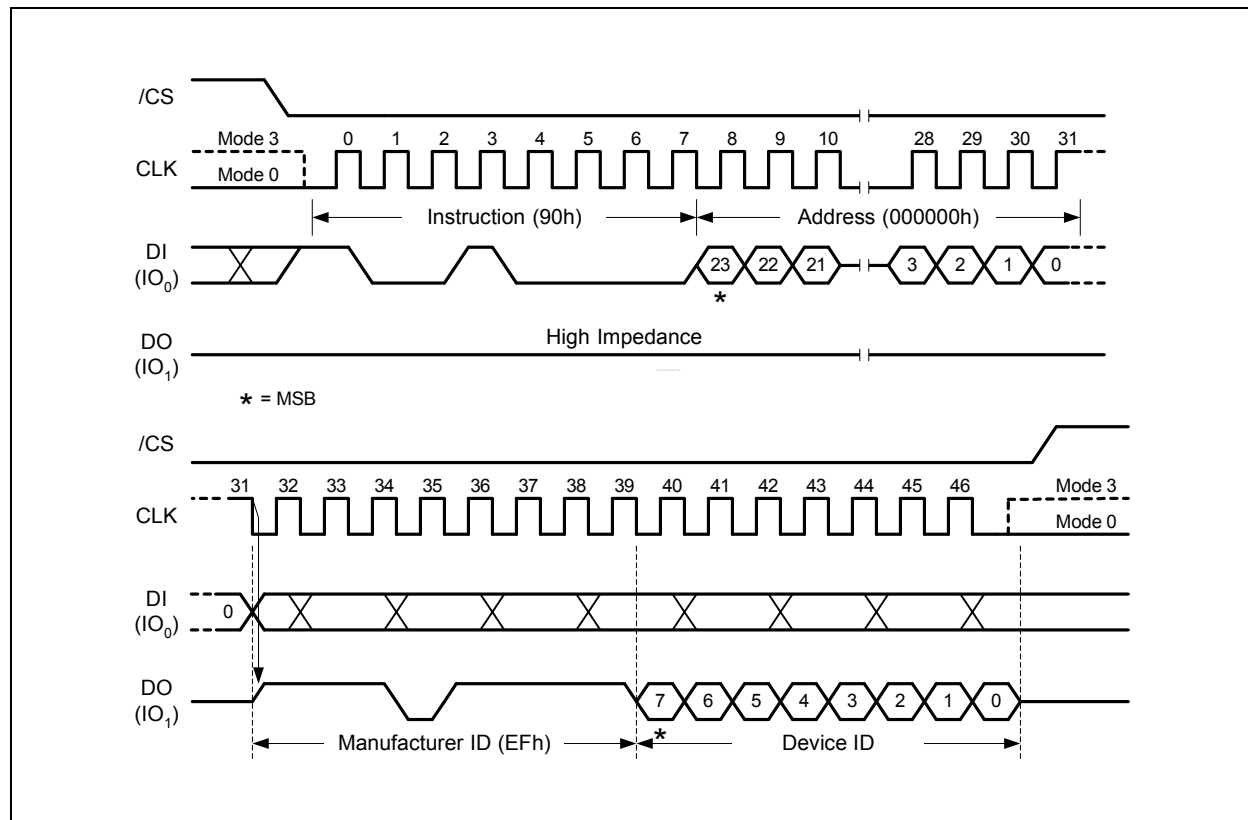 /CS
Mode 3 0 1 2 3 4 5 6 7 8 9 10 28 29 30 31
CLK
Mode 0
Instruction (90h) Address (000000h)
DI
(IO0)
23 22 21 3 2 1 0
*
High Impedance
DO
(IO1)
* = MSB
/CS
31 32 33 34 35 36 37 38 39 40 41 42 43 44 45 46
Mode 3
CLK
Mode 0
DI
(IO0)
0
DO
(IO1)
7 6 5 4 3 2 1 0
*
Manufacturer ID (EFh) Device ID